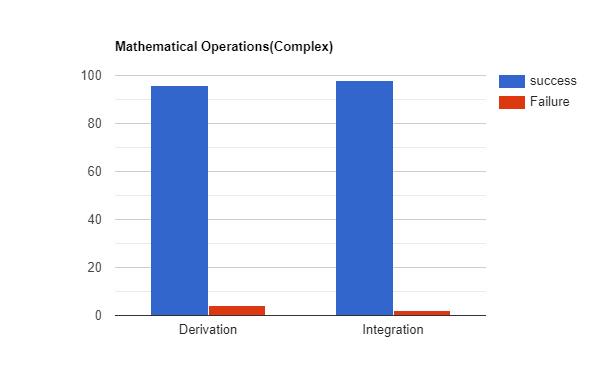 Mathematical Operations(Complex)
100
80
60
40
20
0
Derivation
Integration
success
Failure